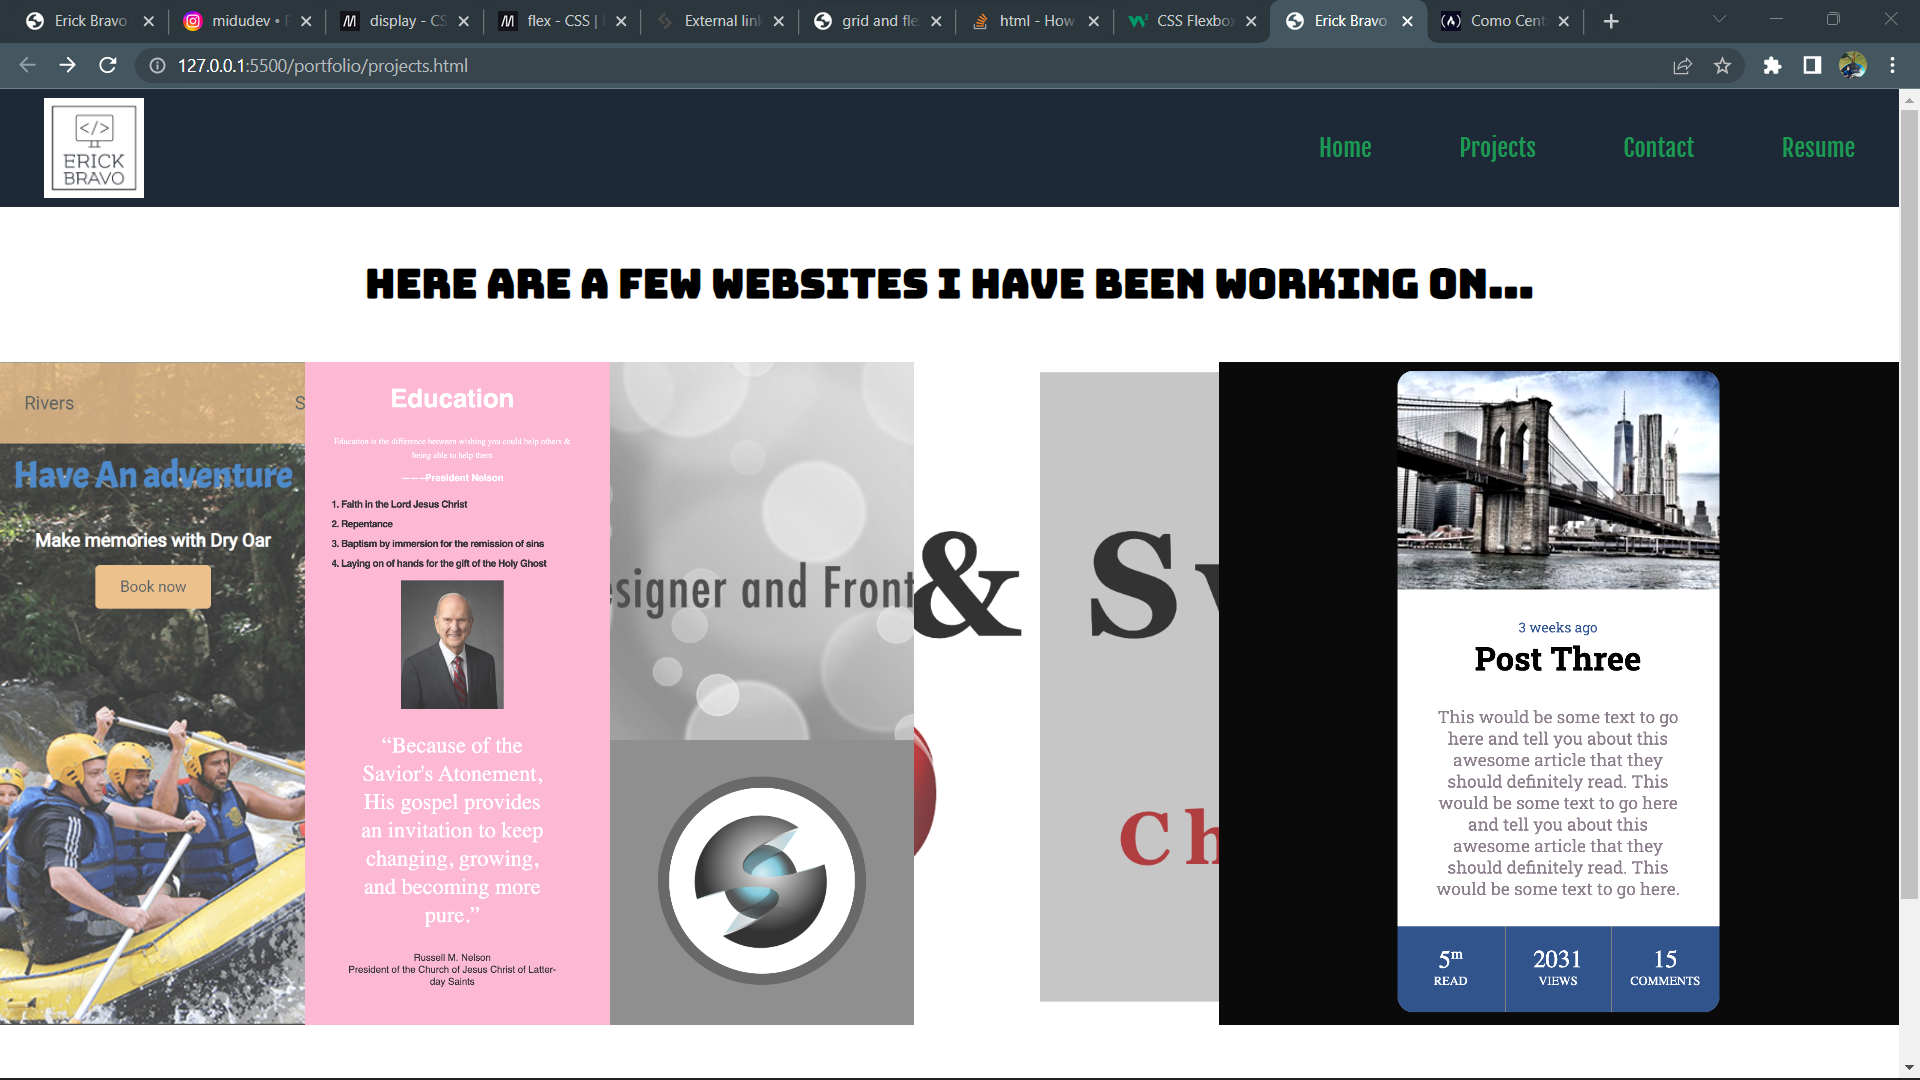 Erick Bravo
midudev •
display - CS
flex - CSS |
External lin
grid and fle
html - How
CSS Flexbo
Erick Bravo
Como Cent
127.0.0.1:5500/portfolio/projects.html
</>
ERICK
BRAVO
Home
Projects
Contact
Resume
HERE ARE A FEW WEBSITES I HAVE BEEN WORKING ON...
Rivers
S
Have An adventure
Make memories with Dry Oar
Book now
Education
Education is the difference between wishing you could help others &
being able to help them
———President Nelson
1. Faith in the Lord Jesus Christ
2. Repentance
3. Baptism by immersion for the remission of sins
4. Laying on of hands for the gift of the Holy Ghost
“Because of the
Savior's Atonement,
His gospel provides
an invitation to keep
changing, growing,
and becoming more
pure.”
Russell M. Nelson
President of the Church of Jesus Christ of Latter-
day Saints
signer and Front
& S
Ch
3 weeks ago
Post Three
This would be some text to go
here and tell you about this
awesome article that they
should definitely read. This
would be some text to go here
and tell you about this
awesome article that they
should definitely read. This
would be some text to go here.
5m
READ
2031
VIEWS
15
COMMENTS